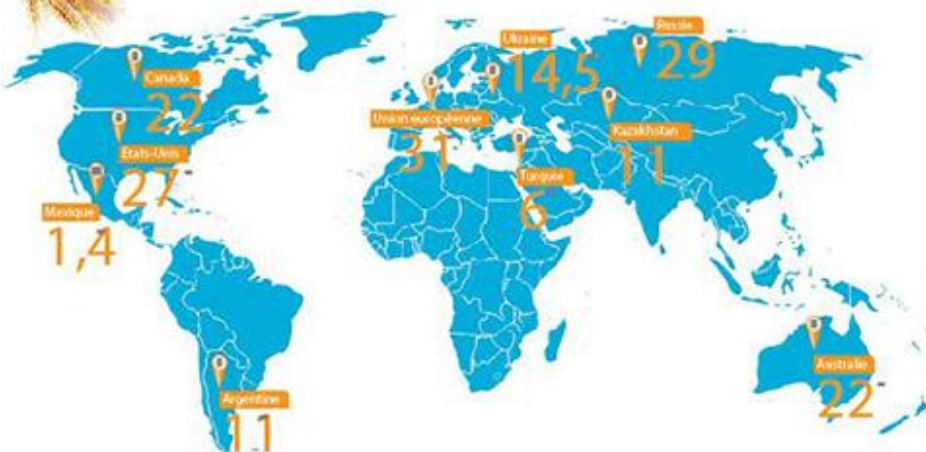 Russie
29
Ukraine
14,5
Canada
22
Union européenne
31
Kazakhstan
11
Etats-Unis
27
Turquie
6
Mexique
1,4
Australie
22
Argentine
11